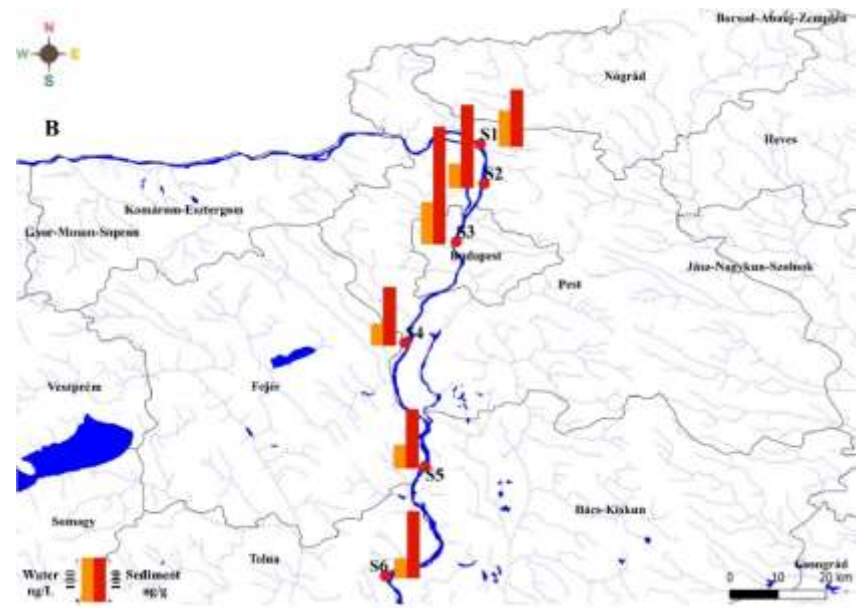 Borsod-Abaúj-Zemplén
N
W E
S
Nógrád
B
S1
Heves
S2
Komárom-Esztergom
Gyor-Moson-Sopron
S3
Budapest
Jász-Nagykun-Szolnok
Pest
S4
Veszprém
Fejér
S5
Somogy
Bács-Kiskun
Tolna
S6
Csongrád
Water 100 100 Sediment
ng/L ng/g
0 10 20 km